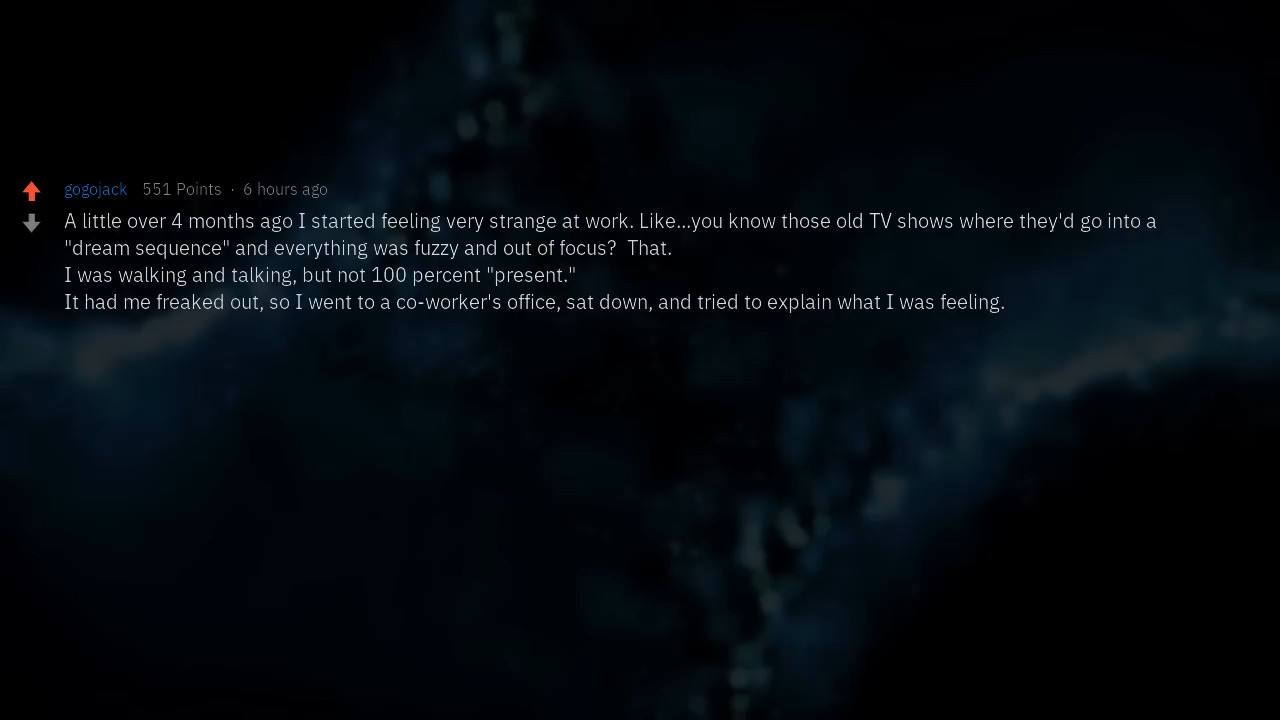 gogojack 551 Points · 6 hours ago
A little over 4 months ago I started feeling very strange at work. Like...you know those old TV shows where they'd go into a
"dream sequence" and everything was fuzzy and out of focus?  That.
I was walking and talking, but not 100 percent "present."
It had me freaked out, so I went to a co-worker's office, sat down, and tried to explain what I was feeling.